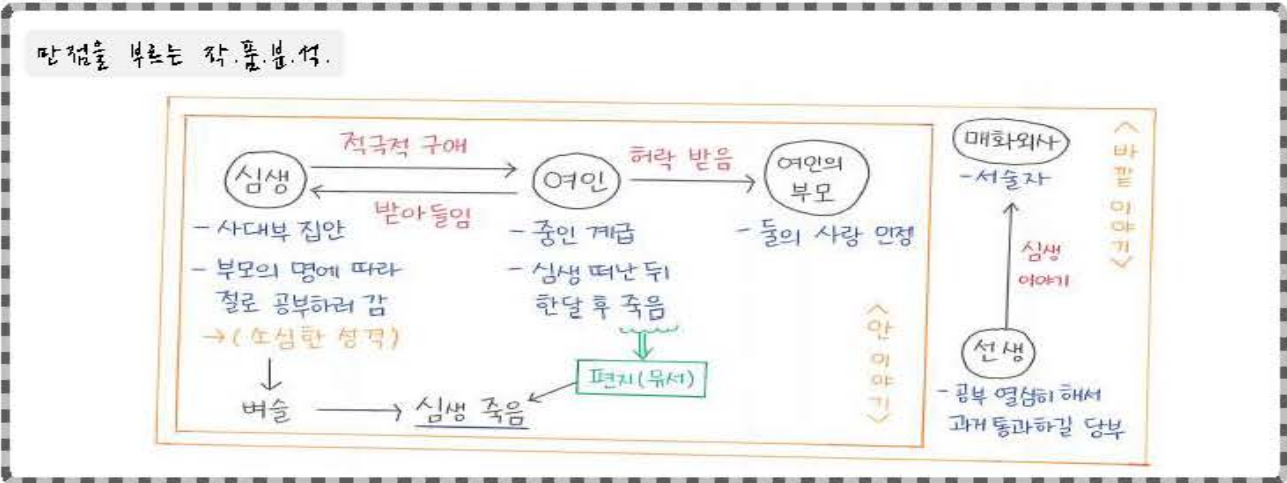 만점을 부르는 작.품.분.석.
심생
적극적 구애
받아들임
여인
허락 받음
여인의
부모
- 사대부 집안
- 부모의 명에 따라
절로 공부하러 감
→(소심한 성격)
- 중인 계급
- 심생 떠난 뒤
한달 후 죽음
- 둘의 사랑 인정
편지(유서)
벼슬
심생 죽음
<안 이야기>
매화외사
- 서술자
심생
이야기
선생
- 공부 열심히 해서
과거 통과하길 당부
<바깥 이야기>